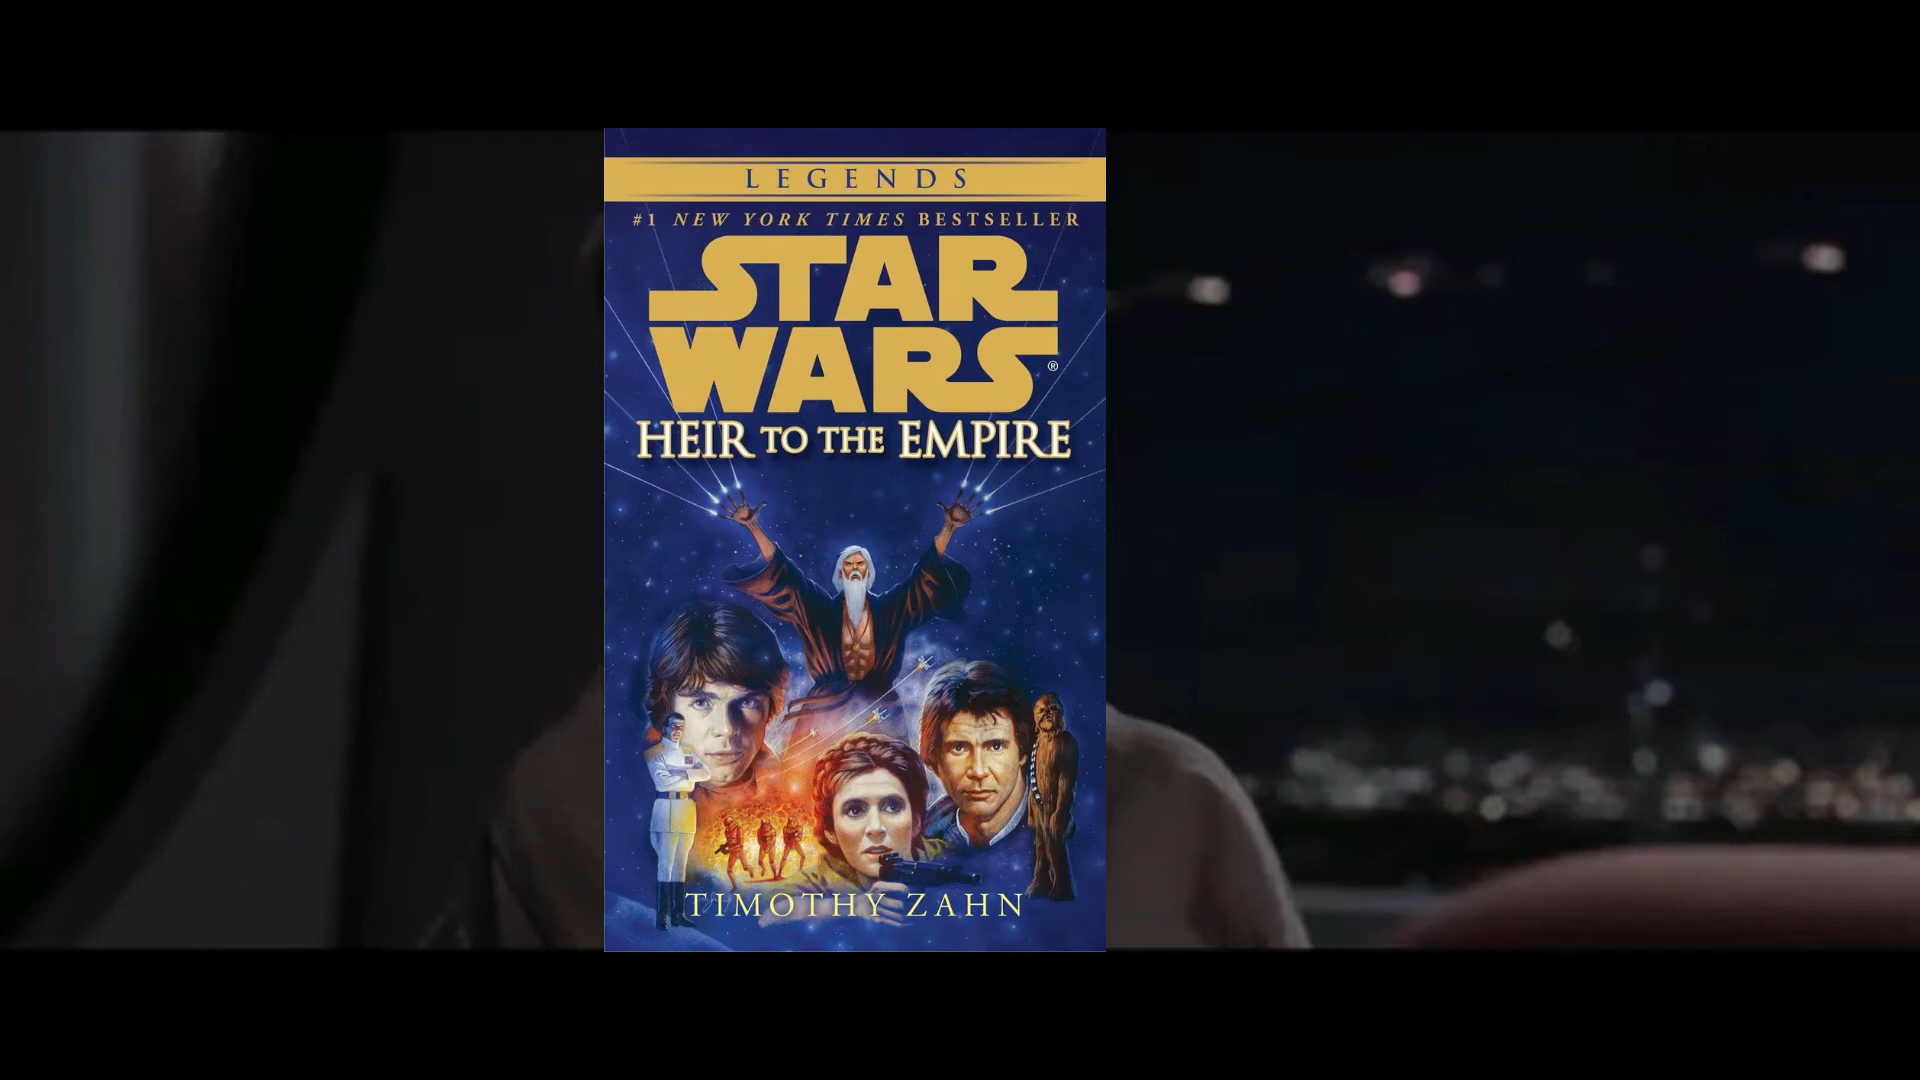 LEGENDS
#1 NEW YORK TIMES BESTSELLER
STAR
WARS®
HEIR TO THE EMPIRE
TIMOTHY ZAHN